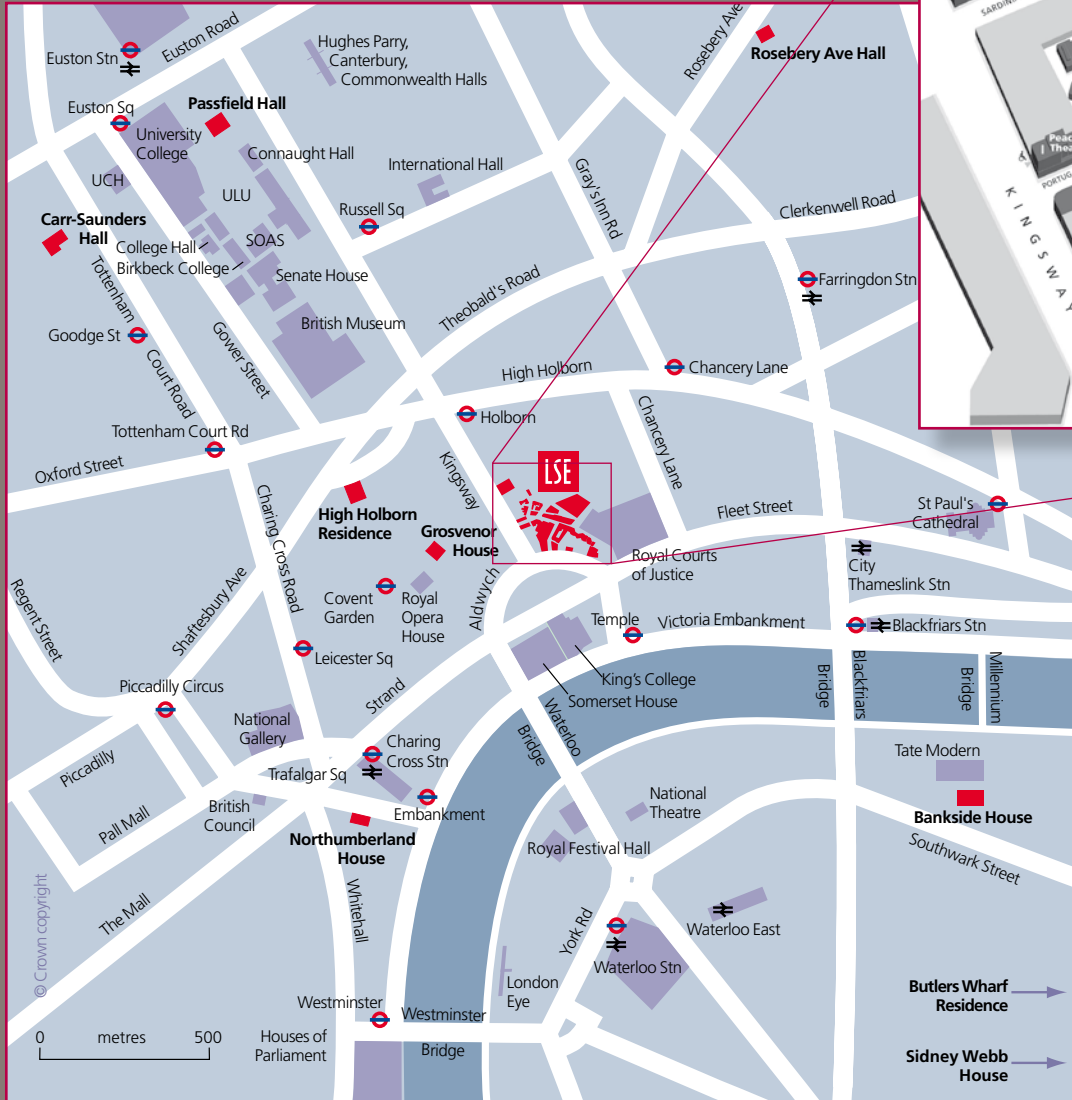 Euston Stn
Euston Road
Hughes Parry,
Canterbury,
Commonwealth Halls
Rosebery Ave
Rosebery Ave Hall
Euston Sq
Passfield Hall
University
College
Connaught Hall
International Hall
Gray's Inn Rd
UCH
ULU
Russell Sq
Clerkenwell Road
Carr-Saunders
Hall
College Hall
SOAS
Birkbeck College
Senate House
Farringdon Stn
Tottenham
Court Road
Theobald's Road
Goodge St
Gower Street
British Museum
High Holborn
Chancery Lane
Tottenham Court Rd
Holborn
Chancery Lane
Oxford Street
Kingsway
LSE
Charing Cross Road
High Holborn
Residence
Grosvenor
House
Fleet Street
St Paul's
Cathedral
Royal Courts
of Justice
City
Thameslink Stn
Regent Street
Shaftesbury Ave
Covent
Garden
Royal
Opera
House
Aldwych
Temple
Victoria Embankment
Blackfriars Stn
Leicester Sq
King's College
Somerset House
Bridge
Blackfriars
Bridge
Millennium
Piccadilly Circus
Strand
Waterloo
Bridge
National
Gallery
Charing
Cross Stn
Trafalgar Sq
Piccadilly
Tate Modern
Pall Mall
British
Council
Embankment
National
Theatre
Bankside House
Northumberland
House
Royal Festival Hall
Southwark Street
The Mall
Whitehall
York Rd
Waterloo East
Waterloo Stn
London
Eye
Butlers Wharf
Residence
Westminster
Westminster
Bridge
Houses of
Parliament
Sidney Webb
House
0 metres 500
© Crown copyright
KINGSWAY